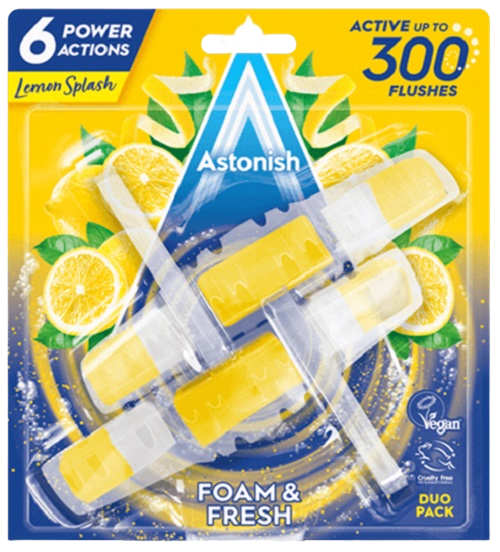 6 POWER
ACTIONS
Lemon Splash
ACTIVE UP TO
300
FLUSHES
Astonish
Vegan
Cruelty Free
FOAM &
FRESH
DUO
PACK